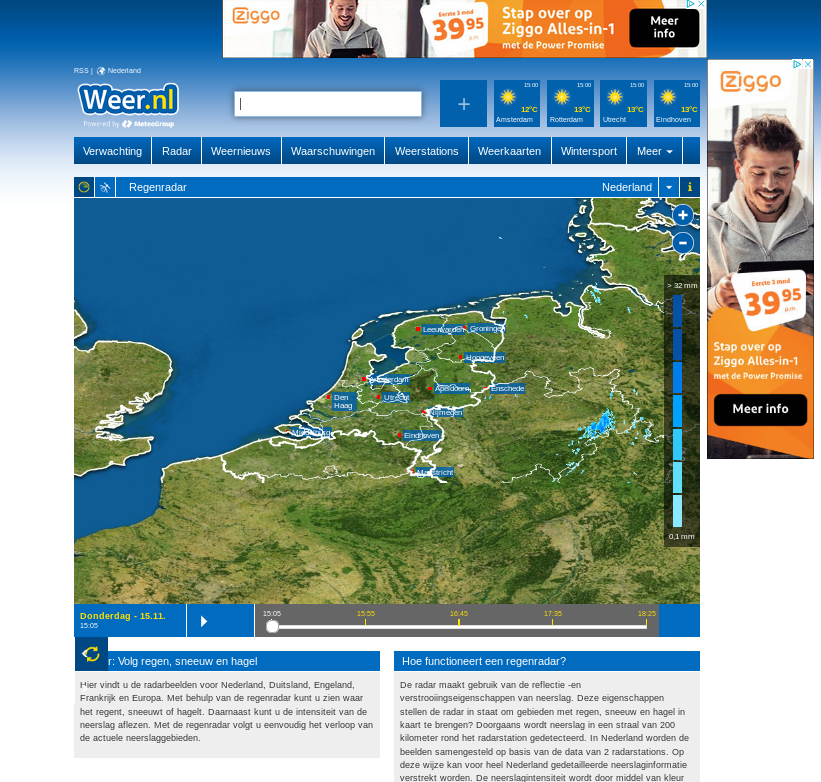 Ziggo
Eerste 3 mnd
39 95
p.m.
Stap over op
Ziggo Alles-in-1
met de Power Promise
Meer
info
RSS | Nederland
Weer.nl
Powered by MeteoGroup
+
15:00
12°C
Amsterdam
15:00
13°C
Rotterdam
15:00
13°C
Utrecht
15:00
13°C
Eindhoven
Verwachting Radar Weernieuws Waarschuwingen Weerstations Weerkaarten Wintersport Meer
Regenradar
Nederland
i
> 32 mm
Leeuwarden
Groningen
Hoogeveen
Amsterdam
Apeldoorn
Enschede
Den
Haag
Utrecht
Nijmegen
Middelburg
Eindhoven
Maastricht
0,1 mm
Donderdag - 15.11.
15:05
15:05 15:55 16:45 17:35 18:25
r: Volg regen, sneeuw en hagel
Hier vindt u de radarbeelden voor Nederland, Duitsland, Engeland,
Frankrijk en Europa. Met behulp van de regenradar kunt u zien waar
het regent, sneeuwt of hagelt. Daarnaast kunt u de intensiteit van de
neerslag aflezen. Met de regenradar volgt u eenvoudig het verloop van
de actuele neerslaggebieden.
Hoe functioneert een regenradar?
De radar maakt gebruik van de reflectie -en
verstrooiingseigenschappen van neerslag. Deze eigenschappen
stellen de radar in staat om gebieden met regen, sneeuw en hagel in
kaart te brengen? Doorgaans wordt neerslag in een straal van 200
kilometer rond het radarstation gedetecteerd. In Nederland worden de
beelden samengesteld op basis van de data van 2 radarstations. Op
deze wijze kan voor heel Nederland gedetailleerde neerslaginformatie
verstrekt worden. De neerslagintensiteit wordt door middel van kleur
Ziggo
Eerste 3 mnd
39 95
p.m.
Stap over op
Ziggo Alles-in-1
met de Power Promise
Meer info